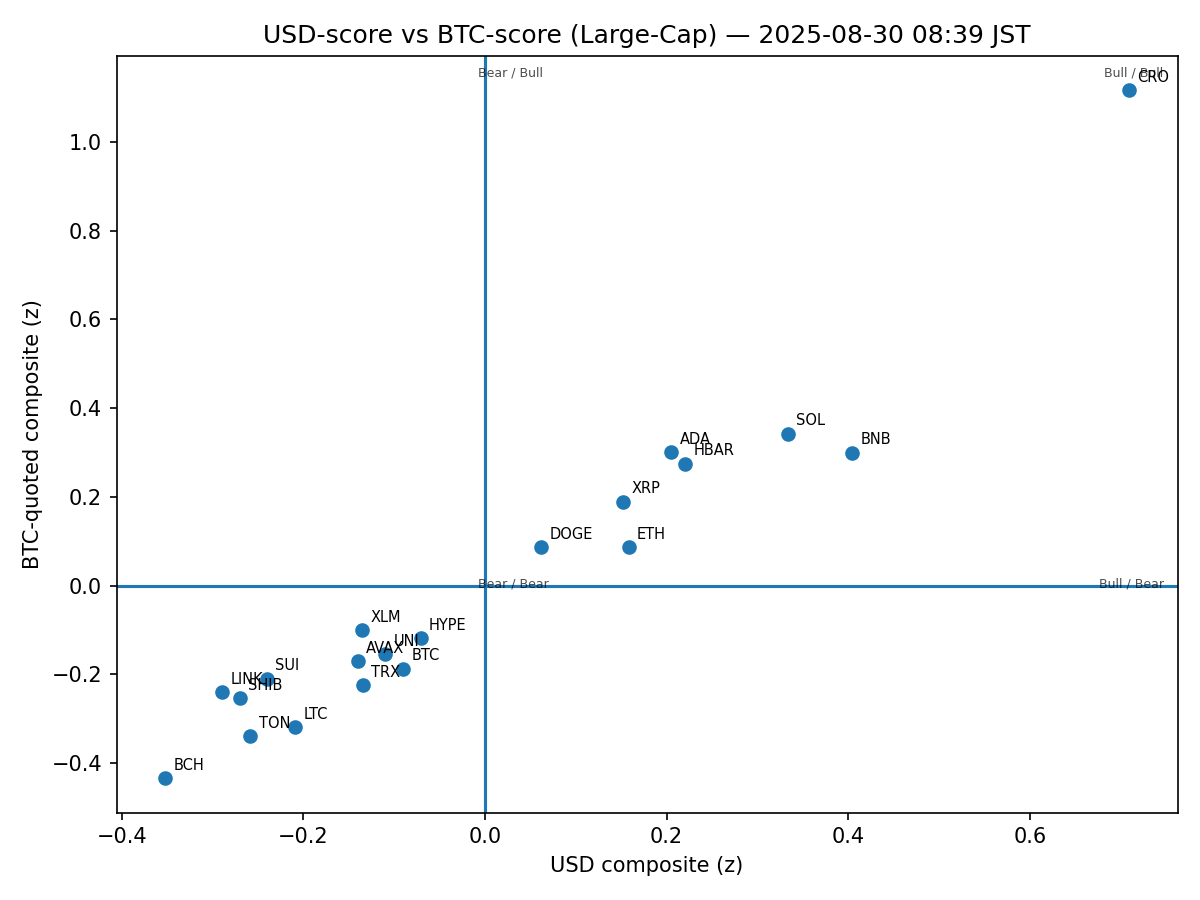 USD-score vs BTC-score (Large-Cap) — 2025-08-30 08:39 JST
Bear / Bull
Bull / Bull
CRO
1.0
0.8
0.6
0.4
0.2
0.0
−0.2
−0.4
BTC-quoted composite (z)
SOL
BNB
ADA
HBAR
XRP
DOGE
ETH
Bear / Bear
Bull / Bear
XLM
HYPE
UNI
AVAX
BTC
TRX
SUI
LINK
SHIB
LTC
TON
BCH
−0.4
−0.2
0.0
0.2
0.4
0.6
USD composite (z)